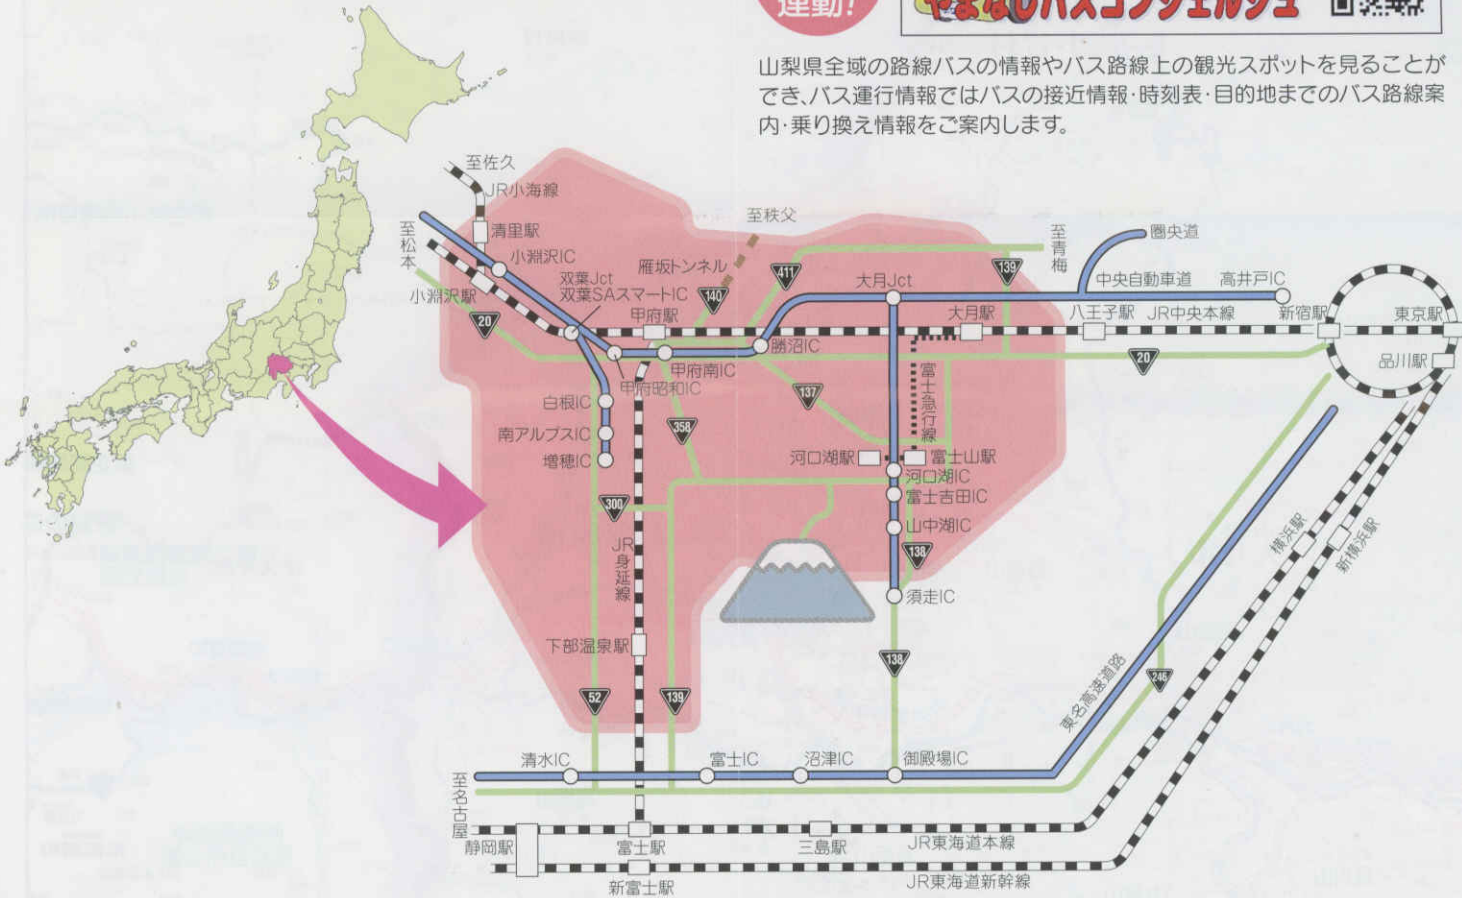 運動!
やまなしバスコンシェルジュ
山梨県全域の路線バスの情報やバス路線上の観光スポットを見ることが
でき、バス運行情報ではバスの接近情報・時刻表・目的地までのバス路線案
内・乗り換え情報をご案内します。
至佐久
JR小海線
至松本
清里駅
小淵沢IC
小淵沢駅
20
双葉Jct
双葉SAスマートIC
雁坂トンネル
140
至秩父
411
甲府駅
大月Jct
139
至青梅
圏央道
中央自動車道
高井戸IC
大月駅
八王子駅
JR中央本線
新宿駅
東京駅
品川駅
20
勝沼IC
甲府南IC
甲府昭和IC
137
富士急行線
白根IC
南アルプスIC
増穂IC
358
河口湖駅
富士山駅
河口湖IC
富士吉田IC
山中湖IC
138
須走IC
300
JR身延線
下部温泉駅
52
139
138
横浜駅
新横浜駅
東名高速道路
246
清水IC
富士IC
沼津IC
御殿場IC
至名古屋
静岡駅
富士駅
三島駅
JR東海道本線
新富士駅
JR東海道新幹線